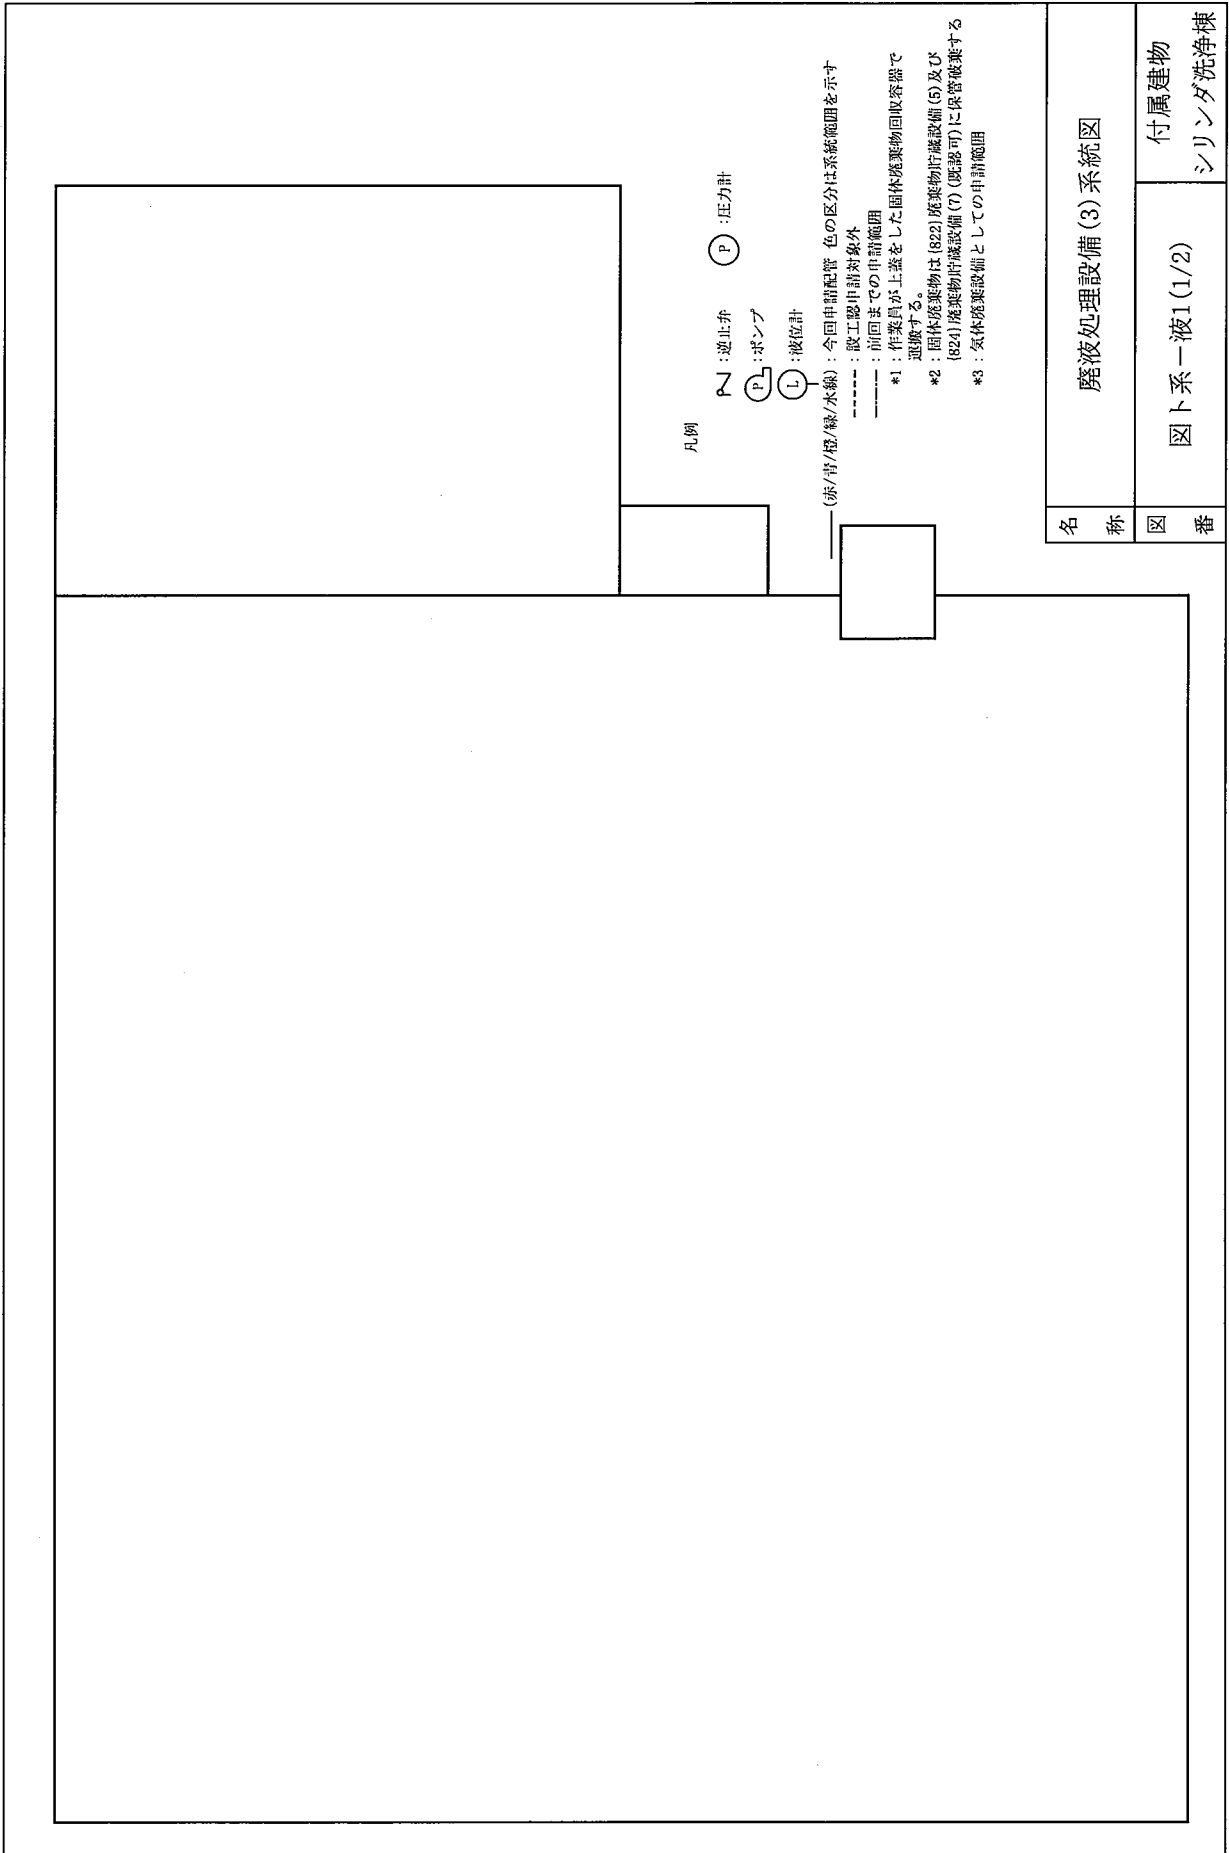 凡例
:逆止弁
P :圧力計
P :ポンプ
L :液位計
(赤/青/橙/緑/水線) : 今回申請配管 色の区分は系統範囲を示す
: 設工認申請対象外
: 前回までの申請範囲
*1 : 作業員が上蓋をした固体廃棄物回収容器で
運搬する。
*2 : 固体廃棄物は{822}廃棄物貯蔵設備(5)及び
{824}廃棄物貯蔵設備(7)(既認可)に保管廃棄する
*3 : 気体廃棄設備としての申請範囲
名称
廃液処理設備(3)系統図
図番
図ト系-液1(1/2)
付属建物
シリンダ洗浄棟